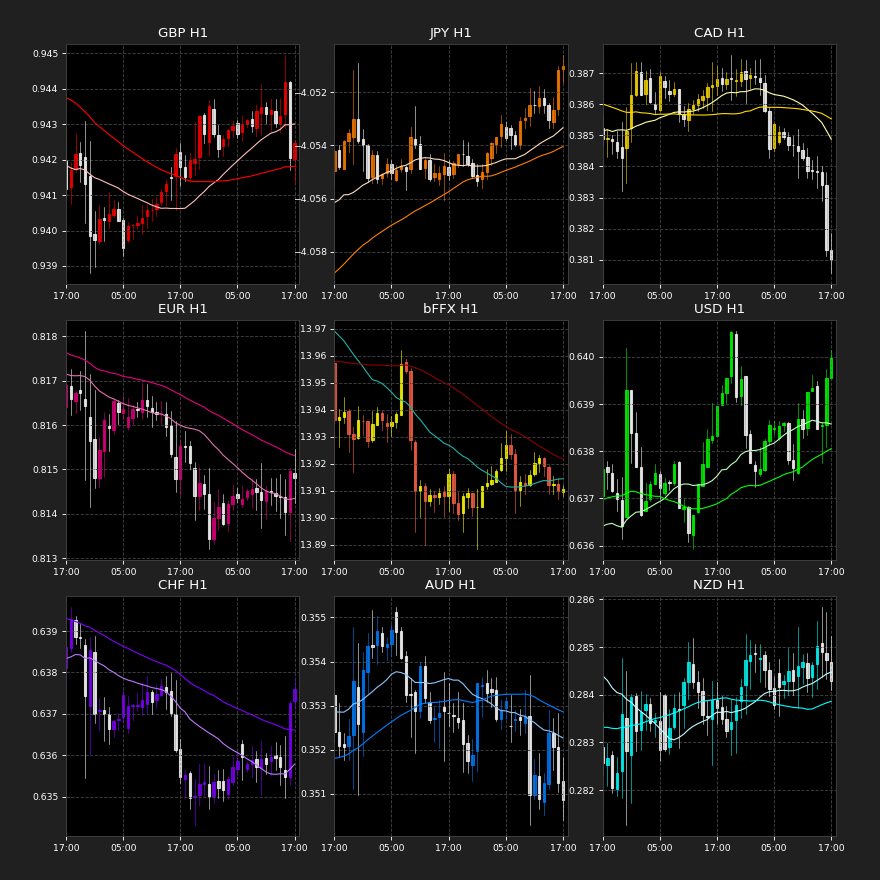 GBP H1
0.945
0.944
0.943
0.942
0.941
0.940
0.939
17:00 05:00 17:00 05:00 17:00
JPY H1
−4.052
−4.054
−4.056
−4.058
17:00 05:00 17:00 05:00 17:00
CAD H1
0.387
0.386
0.385
0.384
0.383
0.382
0.381
17:00 05:00 17:00 05:00 17:00
EUR H1
0.818
0.817
0.816
0.815
0.814
0.813
17:00 05:00 17:00 05:00 17:00
bFFX H1
13.97
13.96
13.95
13.94
13.93
13.92
13.91
13.90
13.89
17:00 05:00 17:00 05:00 17:00
USD H1
0.640
0.639
0.638
0.637
0.636
17:00 05:00 17:00 05:00 17:00
CHF H1
0.639
0.638
0.637
0.636
0.635
17:00 05:00 17:00 05:00 17:00
AUD H1
0.355
0.354
0.353
0.352
0.351
17:00 05:00 17:00 05:00 17:00
NZD H1
0.286
0.285
0.284
0.283
0.282
17:00 05:00 17:00 05:00 17:00